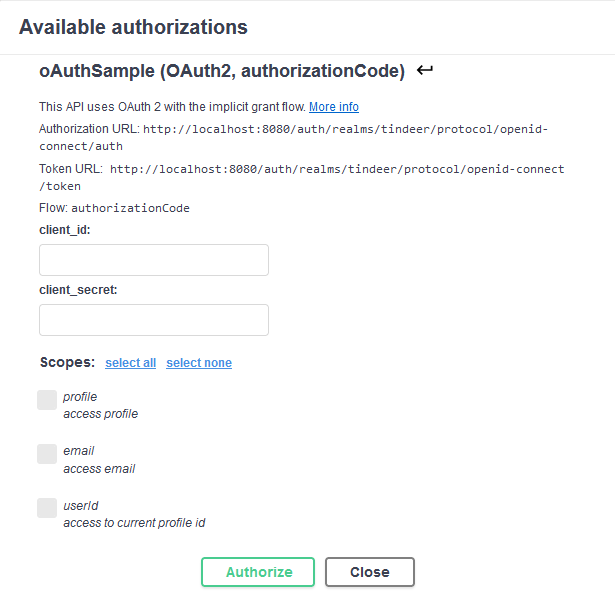 Available authorizations
oAuthSample (OAuth2, authorizationCode)
This API uses OAuth 2 with the implicit grant flow. More info
Authorization URL: http://localhost:8080/auth/realms/tindeer/protocol/openid-
connect/auth
Token URL: http://localhost:8080/auth/realms/tindeer/protocol/openid-connect
/token
Flow: authorizationCode
client_id:
client_secret:
Scopes: select all select none
profile
access profile
email
access email
userId
access to current profile id
Authorize Close